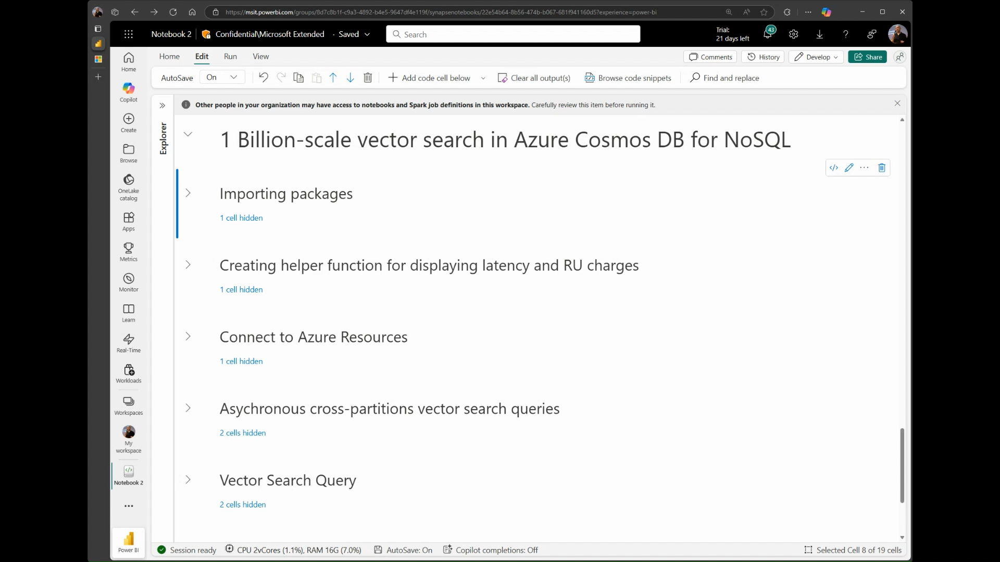 https://msit.powerbi.com/groups/8d7c8b1f-c9a3-4892-b4e5-9647df4e119f/synapsenotebooks/22e54b64-8b56-474b-b067-681f941160d5?experience=power-bi
Notebook 2
Confidential\Microsoft Extended
· Saved
Search
Trial:
21 days left
43
Home
Edit
Run
View
Comments
History
Develop
Share
AutoSave
On
Add code cell below
Clear all output(s)
Browse code snippets
Find and replace
Home
Copilot
Create
Browse
OneLake
catalog
Apps
Metrics
Monitor
Learn
Real-Time
Workloads
Workspaces
My
workspace
Notebook 2
Power BI
Explorer
Other people in your organization may have access to notebooks and Spark job definitions in this workspace. Carefully review this item before running it.
1 Billion-scale vector search in Azure Cosmos DB for NoSQL
Importing packages
1 cell hidden
Creating helper function for displaying latency and RU charges
1 cell hidden
Connect to Azure Resources
1 cell hidden
Asychronous cross-partitions vector search queries
2 cells hidden
Vector Search Query
2 cells hidden
Session ready
CPU 2vCores (1.1%), RAM 16G (7.0%)
AutoSave: On
Copilot completions: Off
Selected Cell 8 of 19 cells